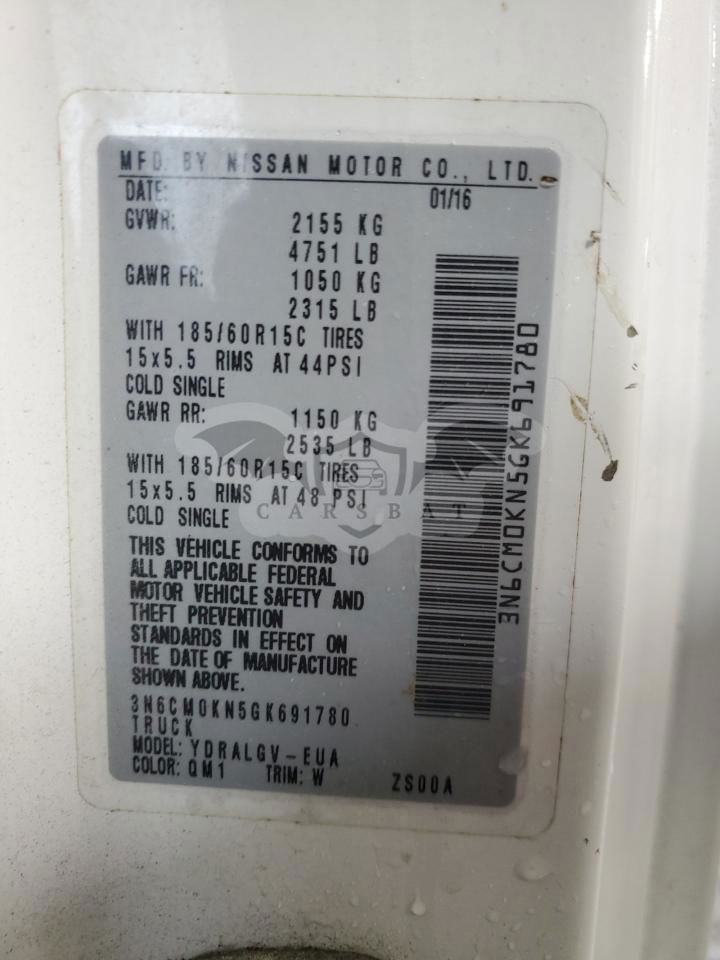 MFD. BY NISSAN MOTOR CO., LTD.
DATE: 01/16
GVWR: 2155 KG
4751 LB
GAWR FR: 1050 KG
2315 LB
WITH 185/60R15C TIRES
15x5.5 RIMS AT 44PSI
COLD SINGLE
GAWR RR: 1150 KG
2535 LB
WITH 185/60R15C TIRES
15x5.5 RIMS AT 48 PSI
COLD SINGLE
THIS VEHICLE CONFORMS TO
ALL APPLICABLE FEDERAL
MOTOR VEHICLE SAFETY AND
THEFT PREVENTION
STANDARDS IN EFFECT ON
THE DATE OF MANUFACTURE
SHOWN ABOVE.
3N6CM0KN5GK691780
TRUCK
MODEL: YDRALGV-EUA
COLOR: QM1 TRIM: W ZS00A
3N6CM0KN5GK691780
CARSBAT